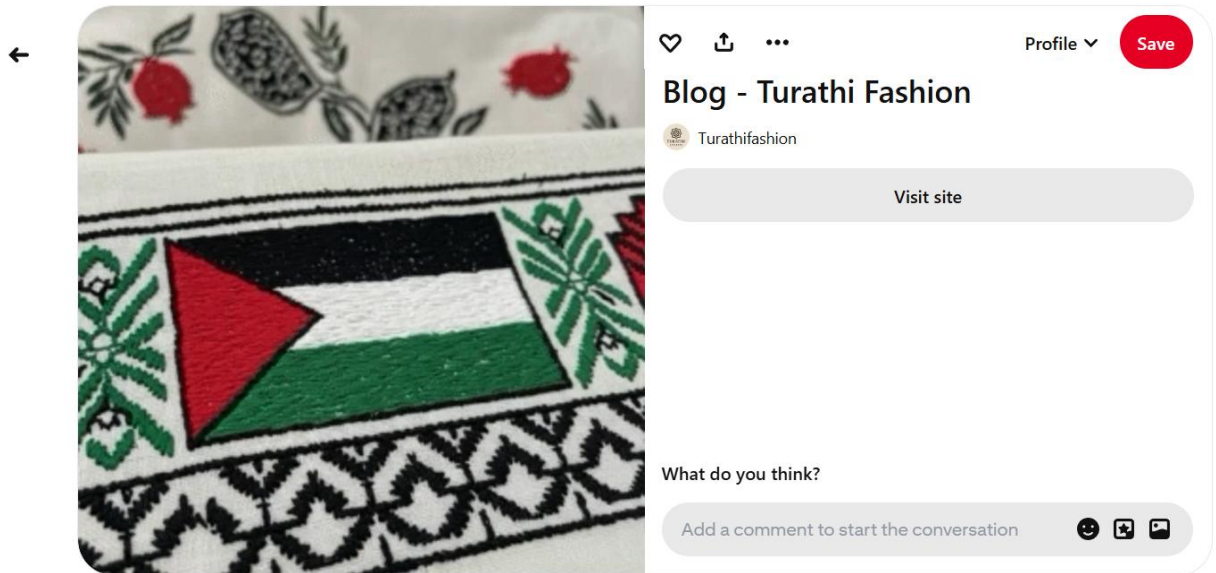 Profile
Save
Blog - Turathi Fashion
Turathifashion
Visit site
What do you think?
Add a comment to start the conversation